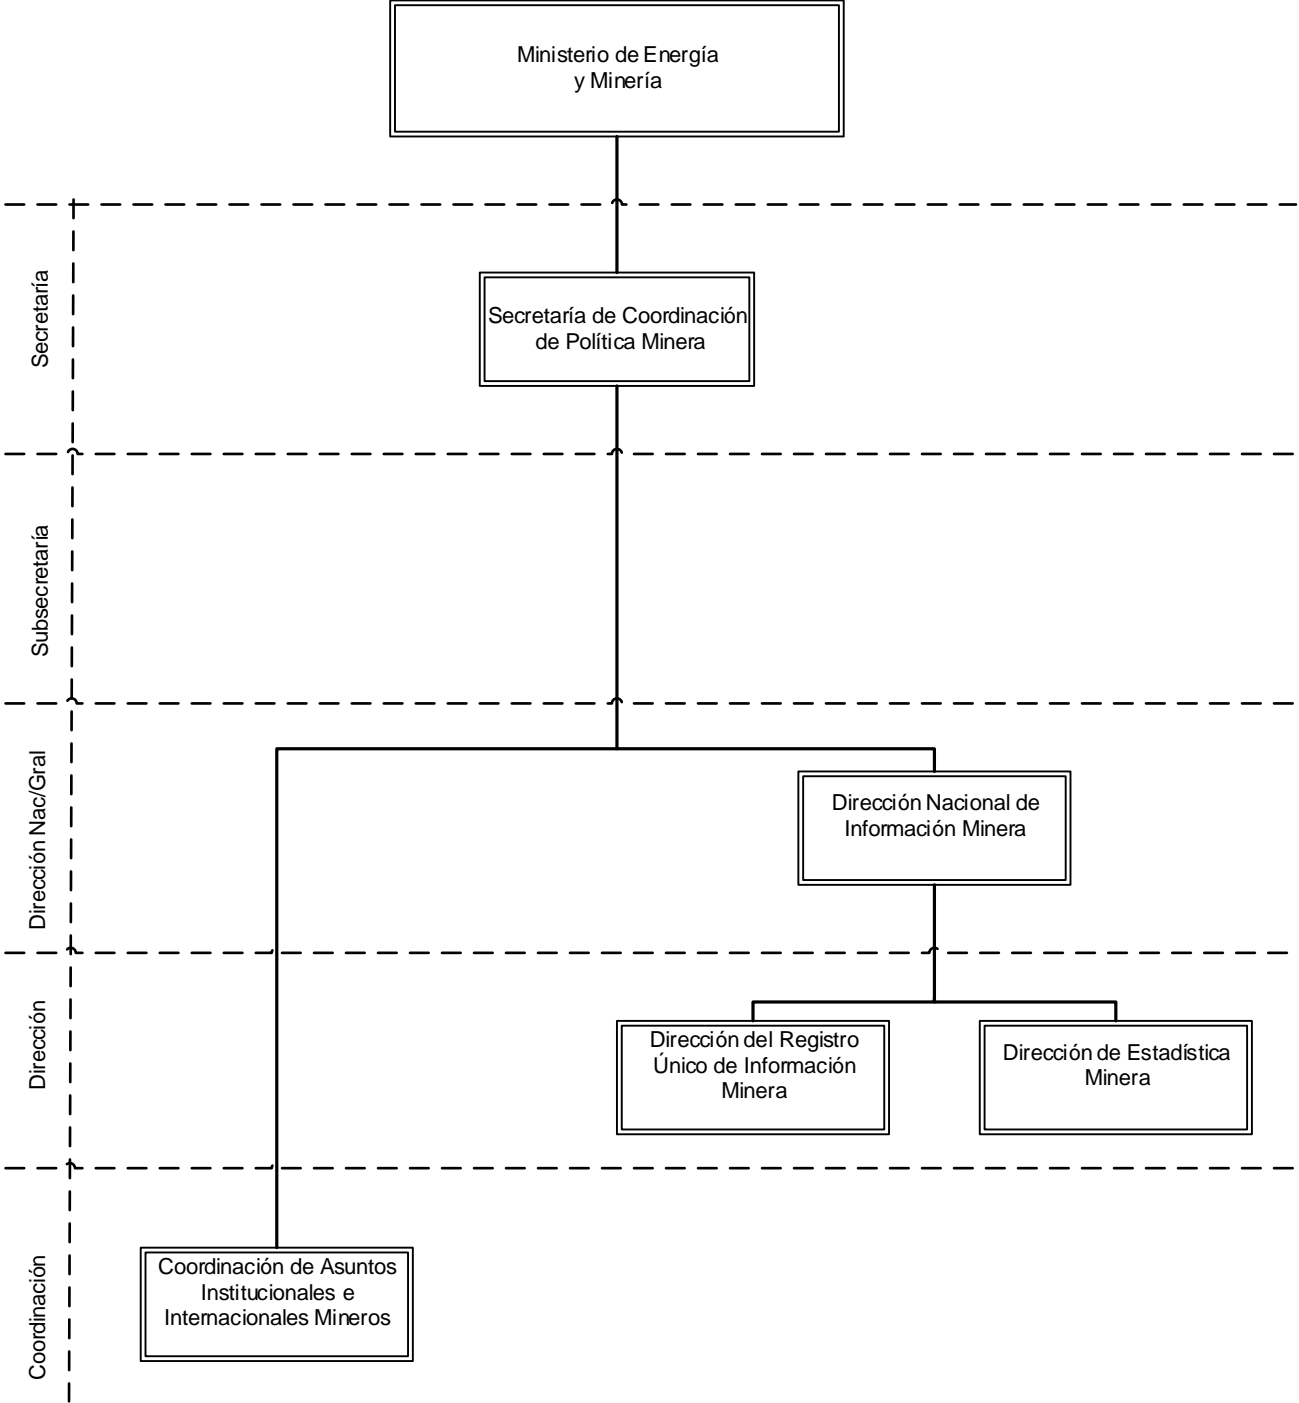 Ministerio de Energía
y Minería
Secretaría
Secretaría de Coordinación
de Política Minera
Subsecretaría
Dirección Nac/Gral
Dirección Nacional de
Información Minera
Dirección
Dirección del Registro
Único de Información
Minera
Dirección de Estadística
Minera
Coordinación
Coordinación de Asuntos
Institucionales e
Internacionales Mineros